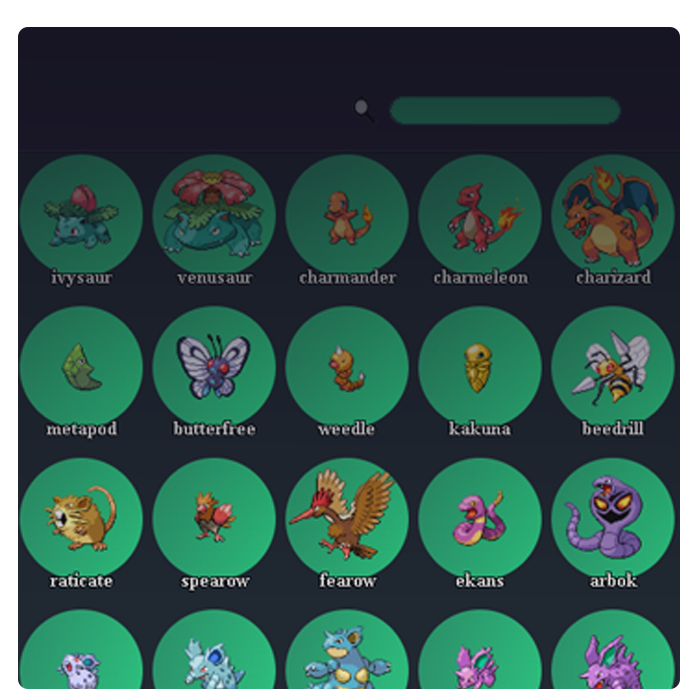 ivysaur venusaur charmander charmeleon charizard
metapod butterfree weedle kakuna beedrill
raticate spearow fearow ekans arbok